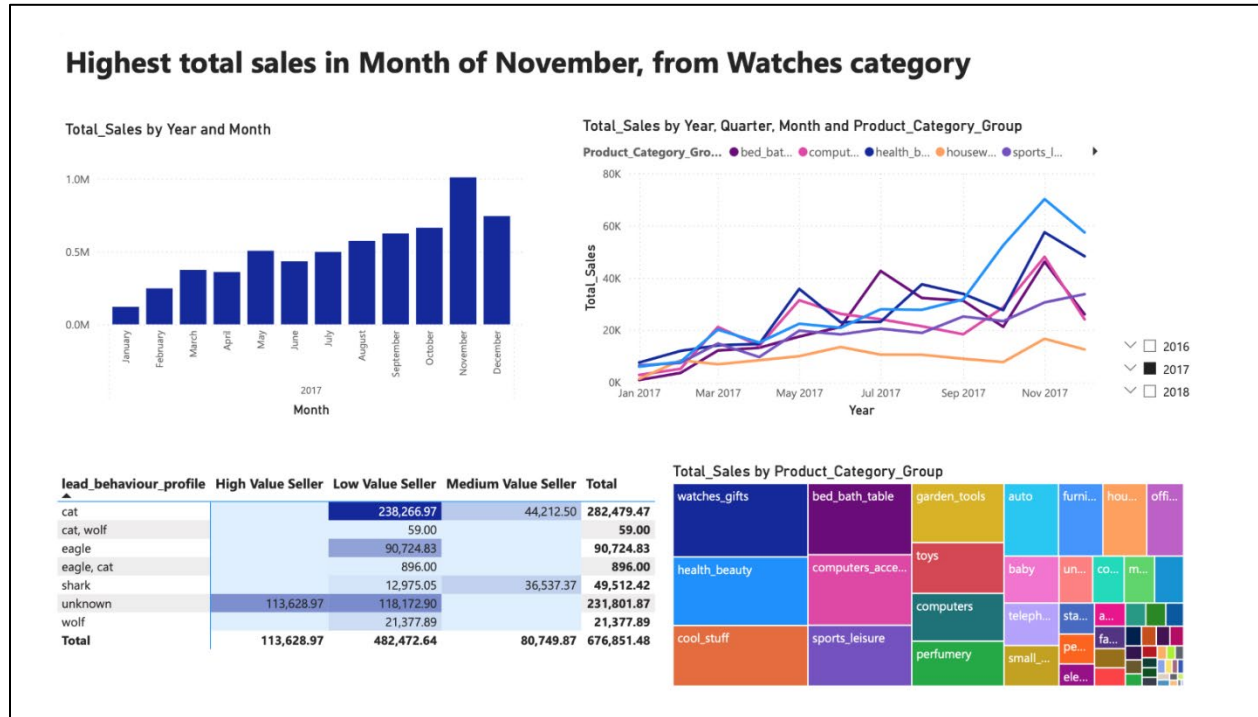 Highest total sales in Month of November, from Watches category
Total_Sales by Year and Month
1.0M
0.5M
0.0M
January
February
March
April
May
June
July
August
September
October
November
December
2017
Month
Total_Sales by Year, Quarter, Month and Product_Category_Group
Product_Category_Gro... bed_bat... comput... health_b... housew... sports_l...
80K
60K
40K
20K
0K
Total_Sales
Jan 2017 Mar 2017 May 2017 Jul 2017 Sep 2017 Nov 2017
Year
2016
2017
2018
lead_behaviour_profile High Value Seller Low Value Seller Medium Value Seller Total
cat 238,266.97 44,212.50 282,479.47
cat, wolf 59.00 59.00
eagle 90,724.83 90,724.83
eagle, cat 896.00 896.00
shark 12,975.05 36,537.37 49,512.42
unknown 113,628.97 118,172.90 231,801.87
wolf 21,377.89 21,377.89
Total 113,628.97 482,472.64 80,749.87 676,851.48
Total_Sales by Product_Category_Group
watches_gifts
health_beauty
cool_stuff
bed_bath_table
computers_acce...
sports_leisure
garden_tools
toys
computers
perfumery
auto
baby
teleph...
small_...
furni...
hou...
offi...
un...
co...
m...
sta...
a...
pe...
fa...
ele...